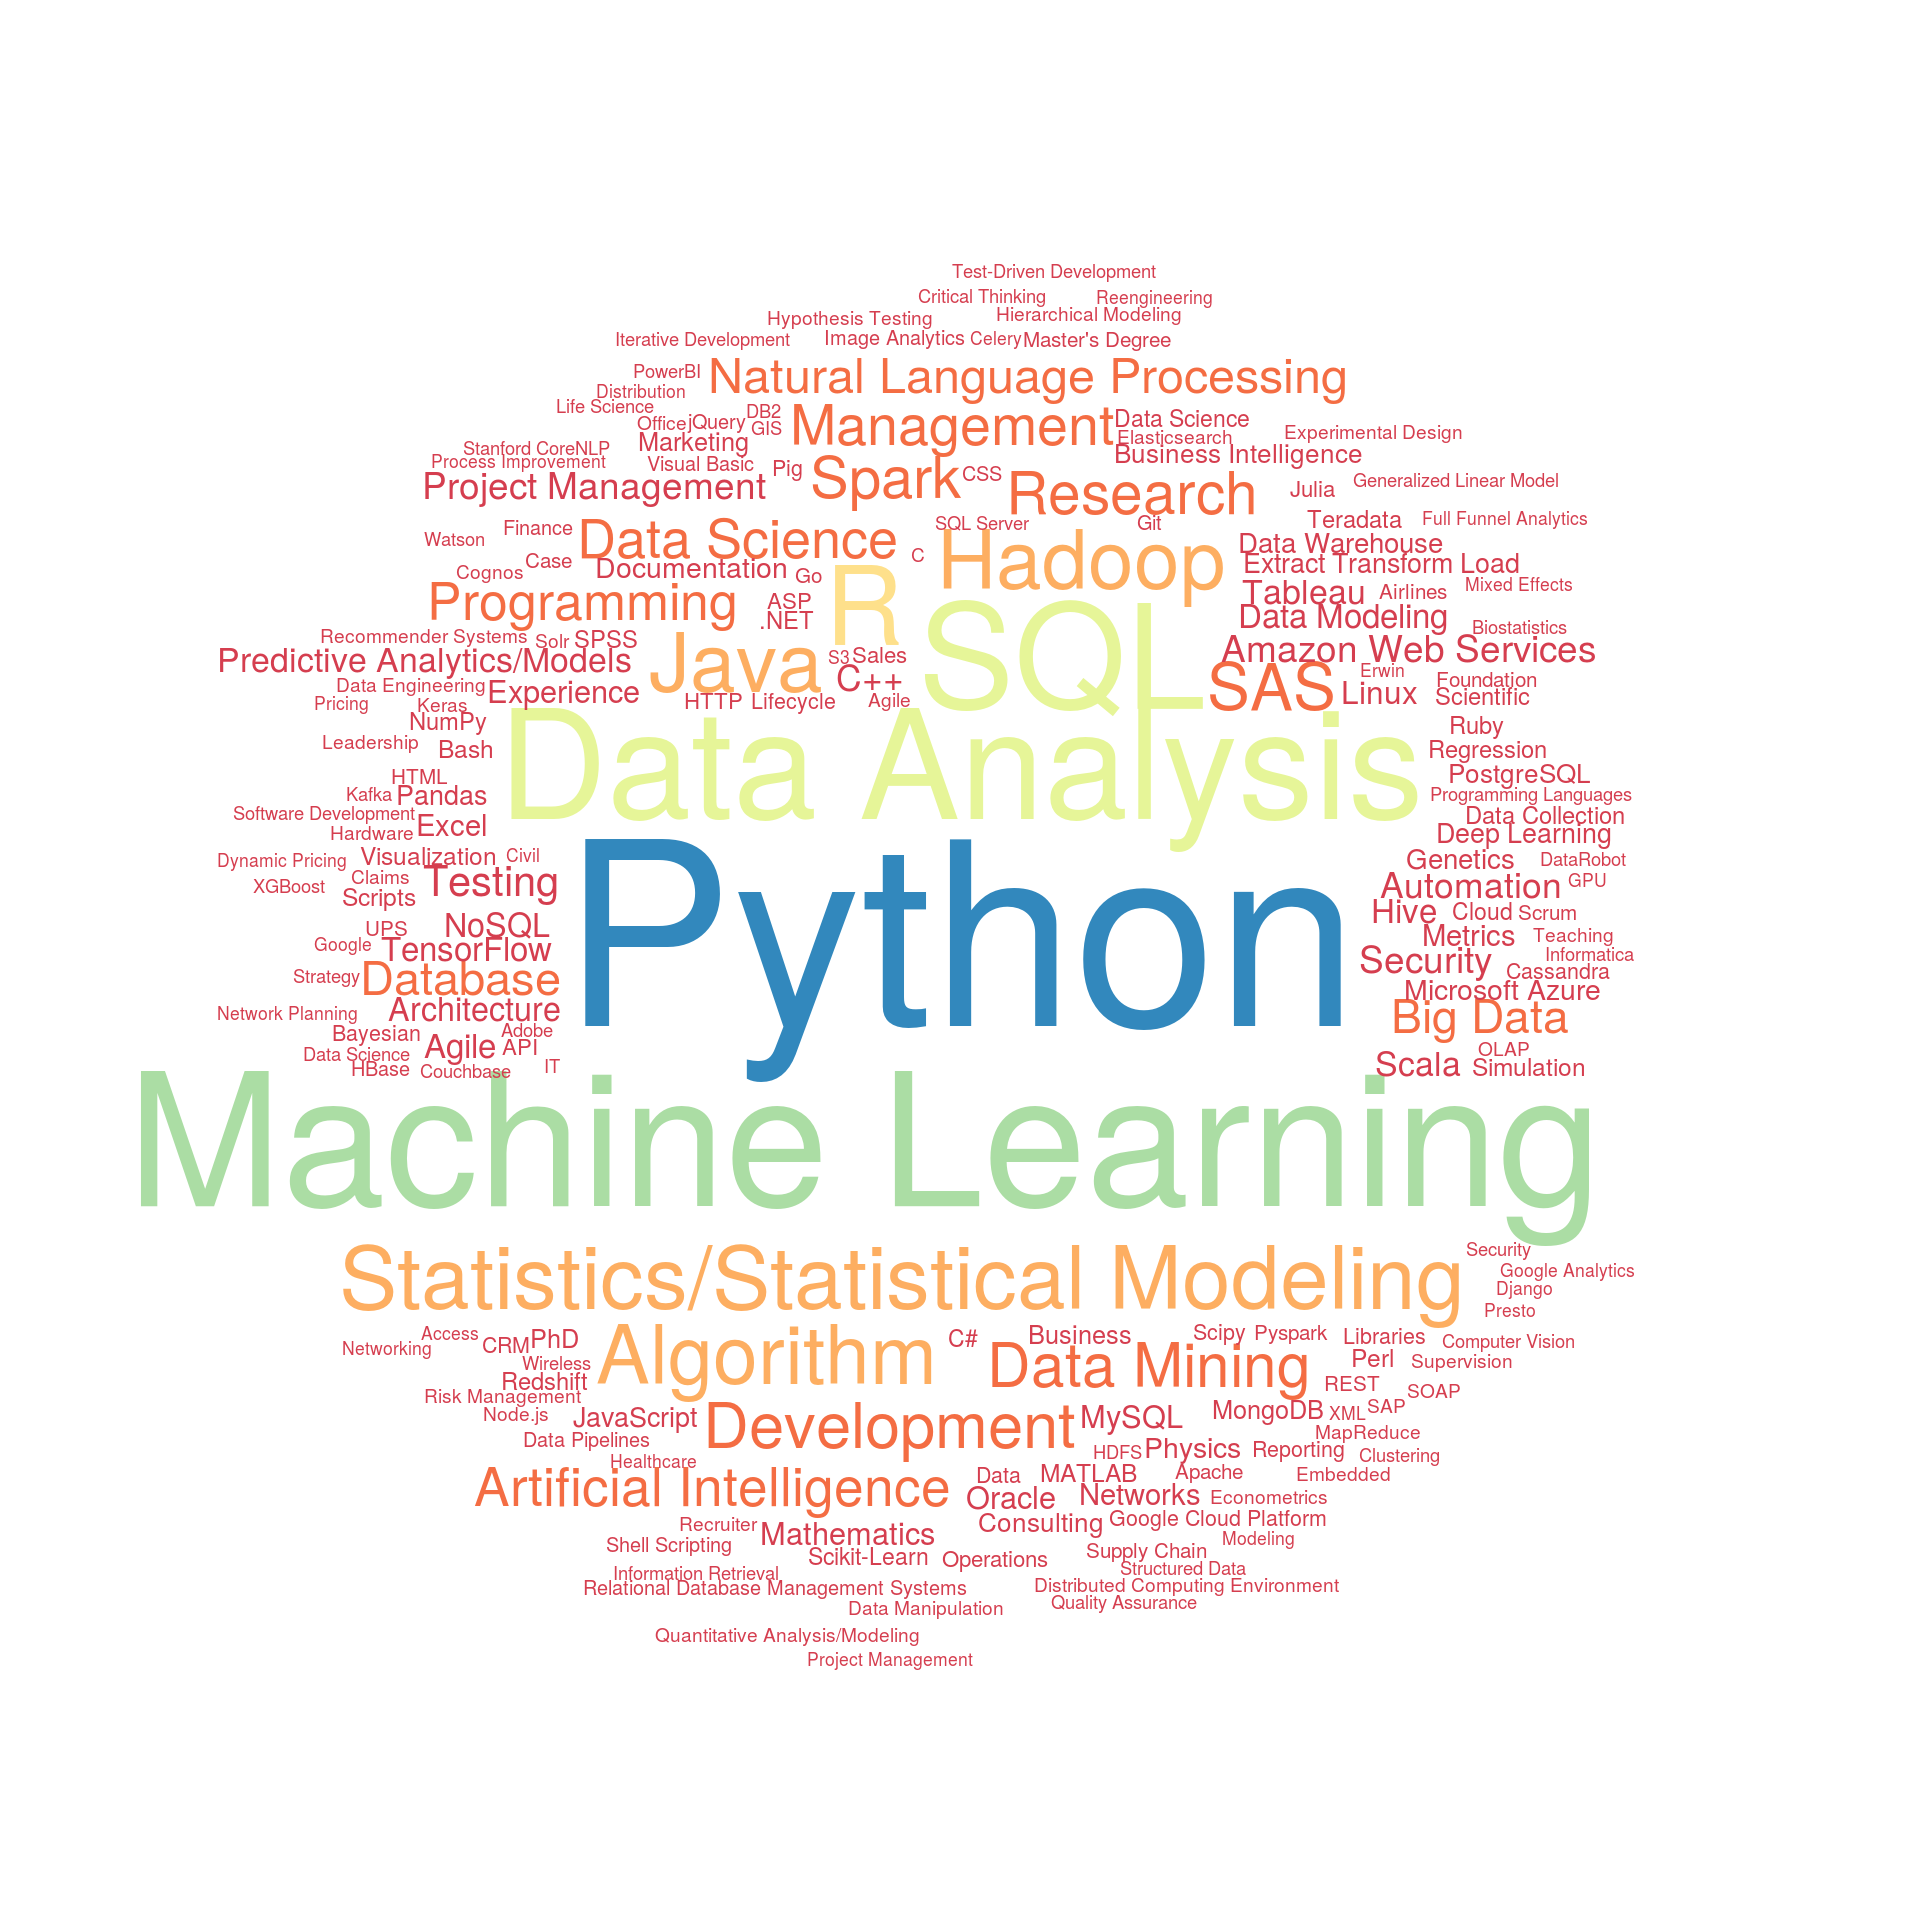 Test-Driven Development
Critical Thinking
Reengineering
Hypothesis Testing
Hierarchical Modeling
Iterative Development
Image Analytics
Celery
Master's Degree
PowerBI
Natural Language Processing
Distribution
Life Science
DB2
Office
jQuery
GIS
Management
Data Science
Elasticsearch
Experimental Design
Marketing
Stanford CoreNLP
Business Intelligence
Process Improvement
Visual Basic
Pig
Spark
CSS
Project Management
Research
Julia
Generalized Linear Model
Finance
Data Science
SQL Server
Git
Teradata
Full Funnel Analytics
Watson
C
Hadoop
Data Warehouse
Case
Cognos
Documentation
Go
Extract Transform Load
R
Tableau
Airlines
Mixed Effects
Programming
ASP
.NET
SQL
Data Modeling
Biostatistics
Recommender Systems
Solr
SPSS
Predictive Analytics/Models
Java
S3
Sales
Amazon Web Services
Erwin
Data Engineering
Experience
C++
SAS
Linux
Foundation
Scientific
Pricing
Keras
HTTP
Lifecycle
Agile
NumPy
Ruby
Leadership
Bash
Data Analysis
Regression
HTML
PostgreSQL
Kafka
Pandas
Programming Languages
Software Development
Data Collection
Hardware
Excel
Deep Learning
Dynamic Pricing
Visualization
Civil
Genetics
DataRobot
XGBoost
Claims
Testing
Python
Automation
GPU
Scripts
Hive
Cloud
Scrum
UPS
NoSQL
Metrics
Teaching
Google
TensorFlow
Informatica
Strategy
Database
Security
Cassandra
Microsoft Azure
Network Planning
Architecture
Big Data
Bayesian
Adobe
Data Science
Agile
API
OLAP
HBase
Couchbase
IT
Scala
Simulation
Machine Learning
Statistics/Statistical Modeling
Security
Google Analytics
Django
Presto
Access
Networking
CRM
PhD
Algorithm
C#
Business
Scipy
Pyspark
Libraries
Computer Vision
Wireless
Data Mining
Perl
Supervision
Redshift
REST
SOAP
Risk Management
Node.js
JavaScript
Development
MySQL
MongoDB
XML
SAP
Data Pipelines
MapReduce
Healthcare
HDFS
Physics
Reporting
Clustering
Artificial Intelligence
Data
MATLAB
Apache
Embedded
Oracle
Networks
Econometrics
Recruiter
Mathematics
Consulting
Google Cloud Platform
Shell Scripting
Modeling
Scikit-Learn
Operations
Supply Chain
Information Retrieval
Structured Data
Relational Database Management Systems
Distributed Computing Environment
Data Manipulation
Quality Assurance
Quantitative Analysis/Modeling
Project Management